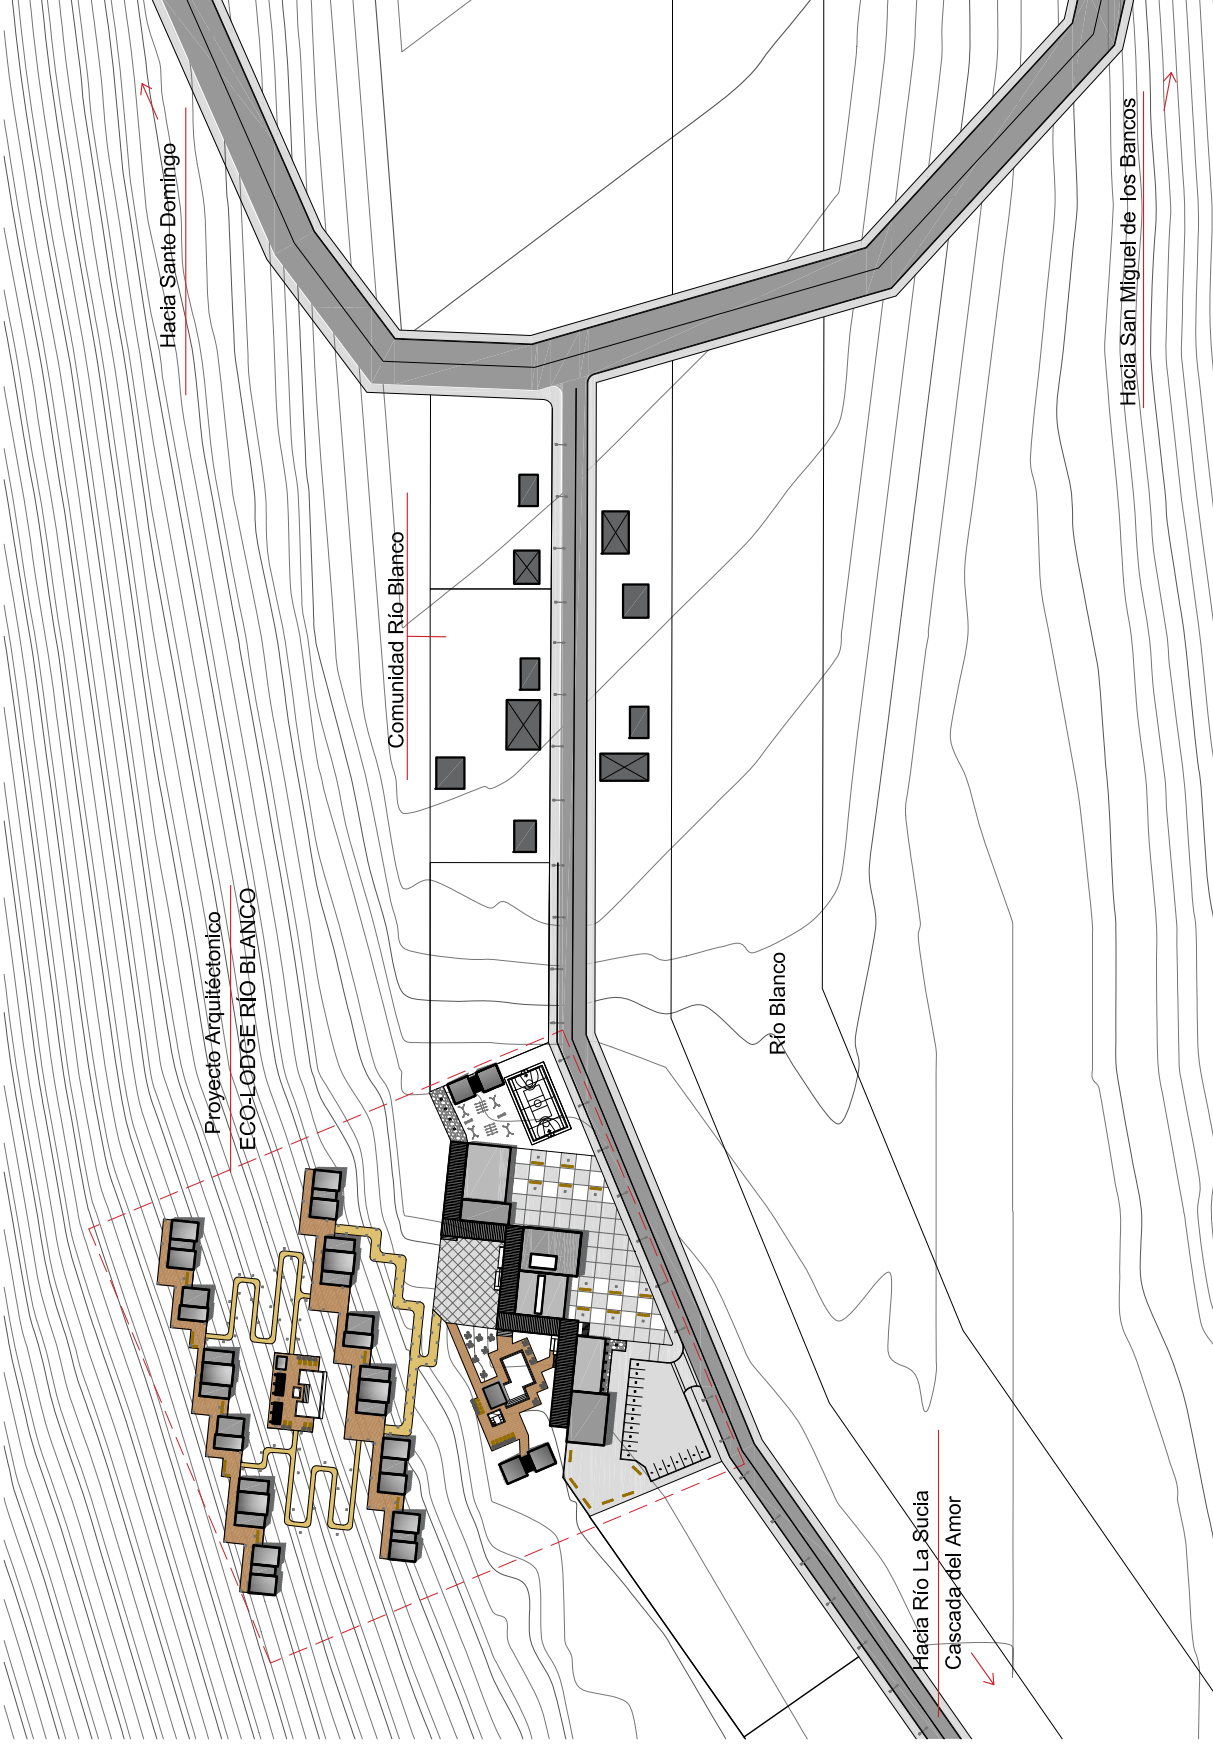 Hacia Santo Domingo
Hacia San Miguel de los Bancos
Comunidad Río Blanco
Proyecto Arquitéctonico
ECO-LODGE RÍO BLANCO
Río Blanco
Hacia Río La Sucia
Cascada del Amor